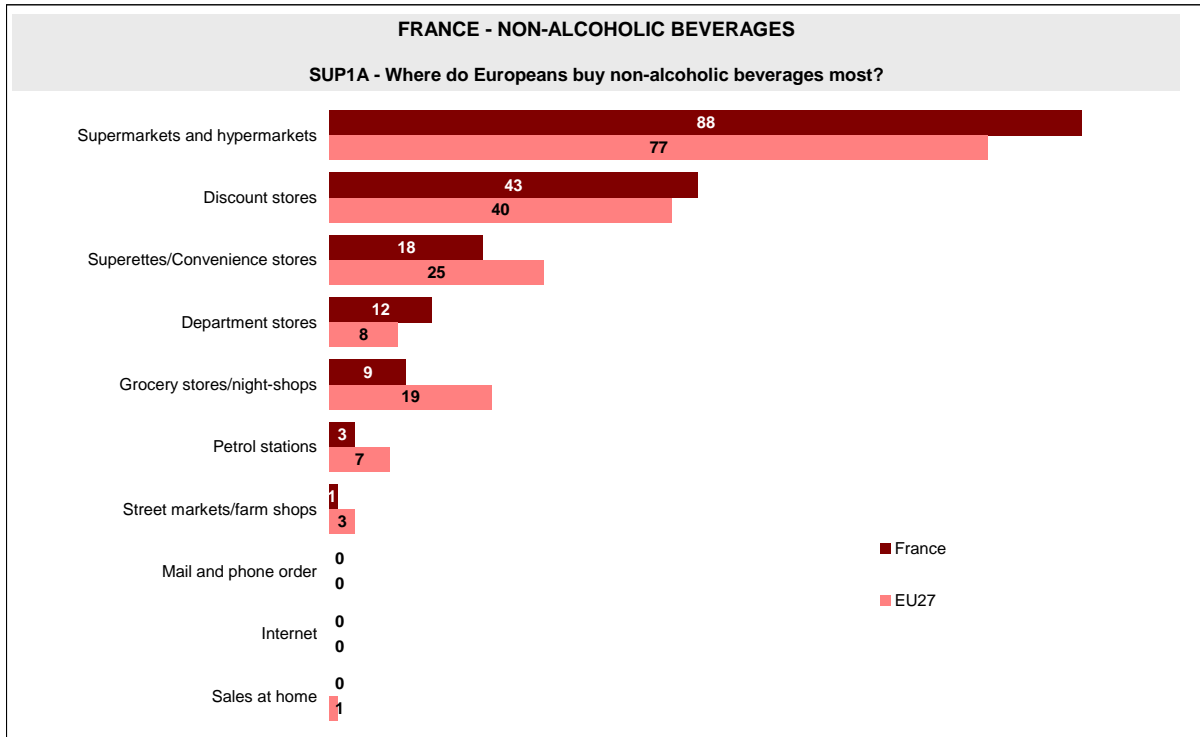 FRANCE - NON-ALCOHOLIC BEVERAGES
SUP1A - Where do Europeans buy non-alcoholic beverages most?
Supermarkets and hypermarkets
88
77
Discount stores
43
40
Superettes/Convenience stores
18
25
Department stores
12
8
Grocery stores/night-shops
9
19
Petrol stations
3
7
Street markets/farm shops
1
3
Mail and phone order
0
0
Internet
0
0
Sales at home
0
1
France
EU27